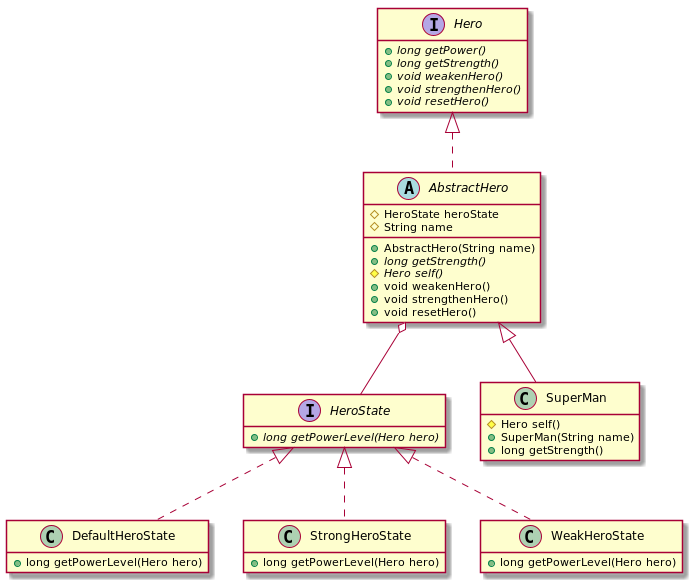 I Hero
long getPower()
long getStrength()
void weakenHero()
void strengthenHero()
void resetHero()
A AbstractHero
HeroState heroState
String name
AbstractHero(String name)
long getStrength()
Hero self()
void weakenHero()
void strengthenHero()
void resetHero()
I HeroState
long getPowerLevel(Hero hero)
C SuperMan
Hero self()
SuperMan(String name)
long getStrength()
C DefaultHeroState
long getPowerLevel(Hero hero)
C StrongHeroState
long getPowerLevel(Hero hero)
C WeakHeroState
long getPowerLevel(Hero hero)